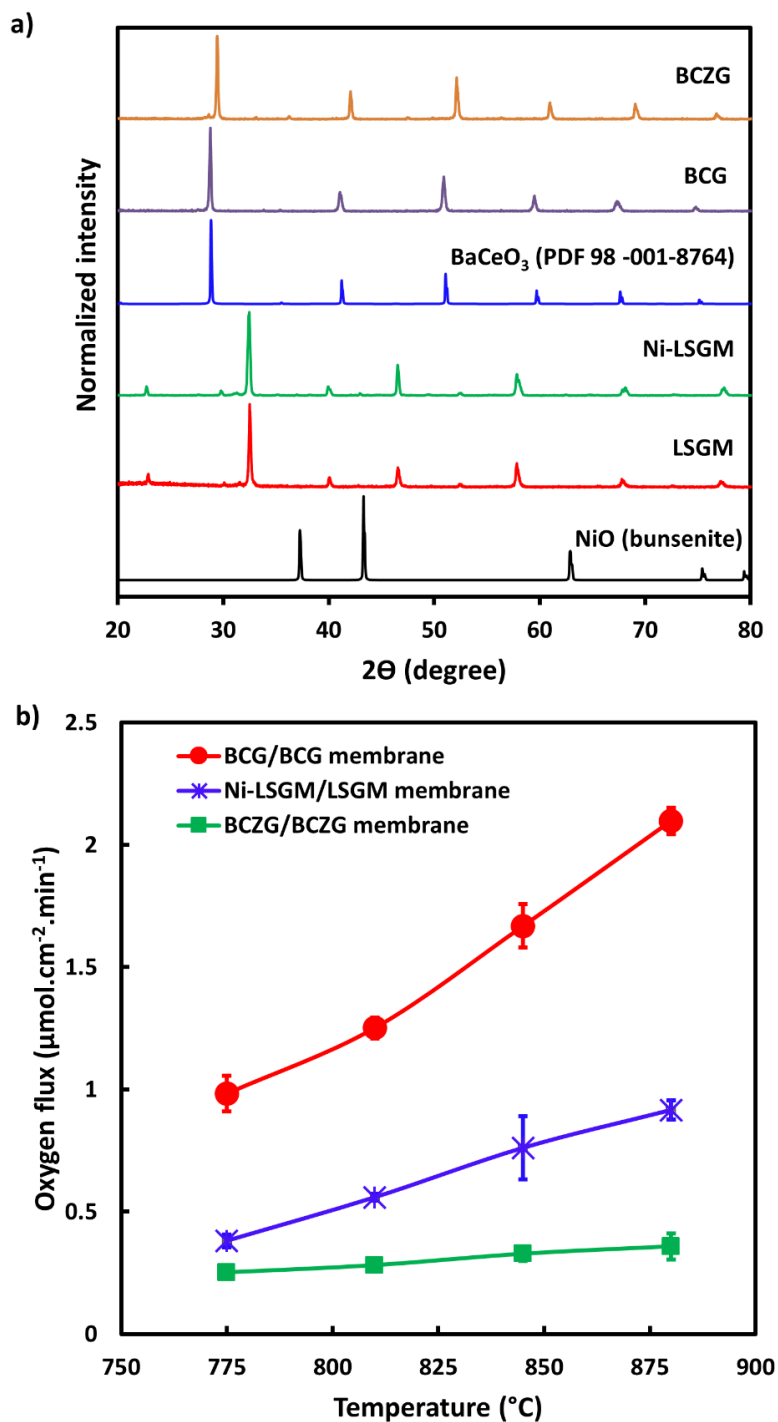 a)
BCZG
BCG
BaCeO₃ (PDF 98 -001-8764)
Ni-LSGM
LSGM
NiO (bunsenite)
Normalized intensity
20 30 40 50 60 70 80
2Θ (degree)
b)
2.5
2
1.5
1
0.5
0
BCG/BCG membrane
Ni-LSGM/LSGM membrane
BCZG/BCZG membrane
Oxygen flux (μmol.cm⁻².min⁻¹)
750 775 800 825 850 875 900
Temperature (°C)